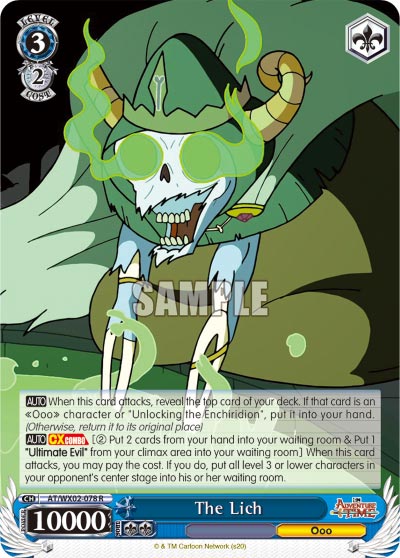 LEVEL
3
2
COST
SAMPLE
AUTO When this card attacks, reveal the top card of your deck. If that card is an
«Ooo» character or "Unlocking the Enchiridion", put it into your hand.
(Otherwise, return it to its original place)
AUTO CXCOMBO [② Put 2 cards from your hand into your waiting room & Put 1
"Ultimate Evil" from your climax area into your waiting room] When this card
attacks, you may pay the cost. If you do, put all level 3 or lower characters in
your opponent's center stage into his or her waiting room.
CH AT/WX02-078 R
The Lich
ADVENTURE TIME
POWER 10000
Ooo
© & TM Cartoon Network (s20)